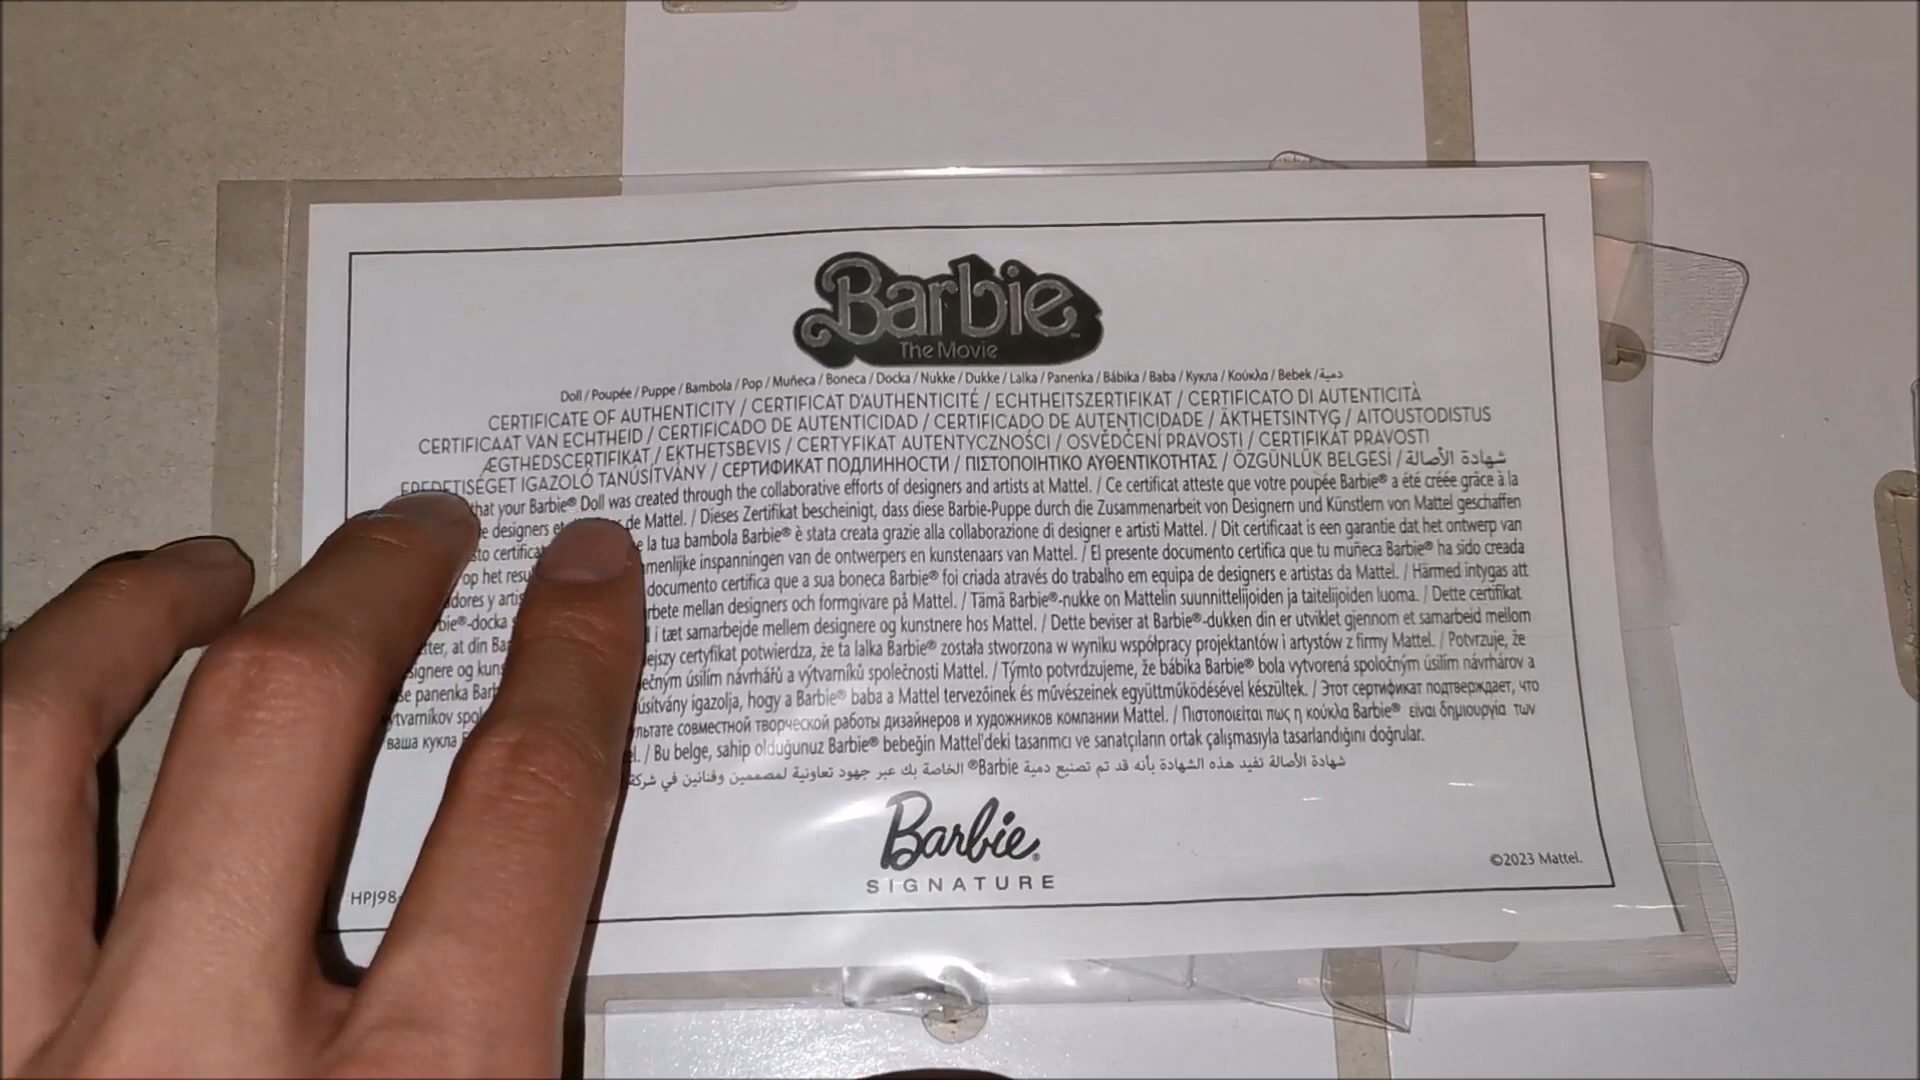 Barbie™
The Movie
Doll / Poupée / Puppe / Bambola / Pop / Muñeca / Boneca / Docka / Nukke / Dukke / Lalka / Panenka / Bábika / Baba / Кукла / Κούκλα / Bebek / دمية
CERTIFICATE OF AUTHENTICITY / CERTIFICAT D'AUTHENTICITÉ / ECHTHEITSZERTIFIKAT / CERTIFICATO DI AUTENTICITÀ
CERTIFICAAT VAN ECHTHEID / CERTIFICADO DE AUTENTICIDAD / CERTIFICADO DE AUTENTICIDADE / ÄKTHETSINTYG / AITOUSTODISTUS
ÆGTHEDSCERTIFIKAT / EKTHETSBEVIS / CERTYFIKAT AUTENTYCZNOŚCI / OSVĚDČENÍ PRAVOSTI / CERTIFIKÁT PRAVOSTI
EREDETISÉGET IGAZOLÓ TANÚSÍTVÁNY / СЕРТИФИКАТ ПОДЛИННОСТИ / ΠΙΣΤΟΠΟΙΗΤΙΚΟ ΑΥΘΕΝΤΙΚΟΤΗΤΑΣ / ÖZGÜNLÜK BELGESİ / شهادة الأصالة
that your Barbie® Doll was created through the collaborative efforts of designers and artists at Mattel. / Ce certificat atteste que votre poupée Barbie® a été créée grâce à la
designers et de Mattel. / Dieses Zertifikat bescheinigt, dass diese Barbie-Puppe durch die Zusammenarbeit von Designern und Künstlern von Mattel geschaffen
certificat la tua bambola Barbie® è stata creata grazie alla collaborazione di designer e artisti Mattel. / Dit certificaat is een garantie dat het ontwerp van
op het inspanningen van de ontwerpers en kunstenaars van Mattel. / El presente documento certifica que tu muñeca Barbie® ha sido creada
y documento certifica que a sua boneca Barbie® foi criada através do trabalho em equipa de designers e artistas da Mattel. / Härmed intygas att
-docka mellan designers och formgivare på Mattel. / Tämä Barbie®-nukke on Mattelin suunnittelijoiden ja taiteilijoiden luoma. / Dette certifikat
at din i tæt samarbejde mellem designere og kunstnere hos Mattel. / Dette beviser at Barbie®-dukken din er utviklet gjennom et samarbeid mellom
og certyfikat potwierdza, że ta lalka Barbie® została stworzona w wyniku współpracy projektantów i artystów z firmy Mattel. / Potvrzuje, že
panenka úsilím návrhářů a výtvarníků společnosti Mattel. / Týmto potvrdzujeme, že bábika Barbie® bola vytvorená spoločným úsilím návrhárov a
igazolja, hogy a Barbie® baba a Mattel tervezőinek és művészeinek együttműködésével készültek. / Этот сертификат подтверждает, что
ваша кукла совместной творческой работы дизайнеров и художников компании Mattel. / Πιστοποιείται πως η κούκλα Barbie® είναι δημιουργία των
/ Bu belge, sahip olduğunuz Barbie® bebeğin Mattel'deki tasarımcı ve sanatçıların ortak çalışmasıyla tasarlandığını doğrular.
شهادة الأصالة تفيد هذه الشهادة بأنه قد تم تصنيع دمية Barbie® الخاصة بك عبر جهود تعاونية لمصممين وفنانين في شركة
Barbie®
SIGNATURE
©2023 Mattel.
HPJ98-